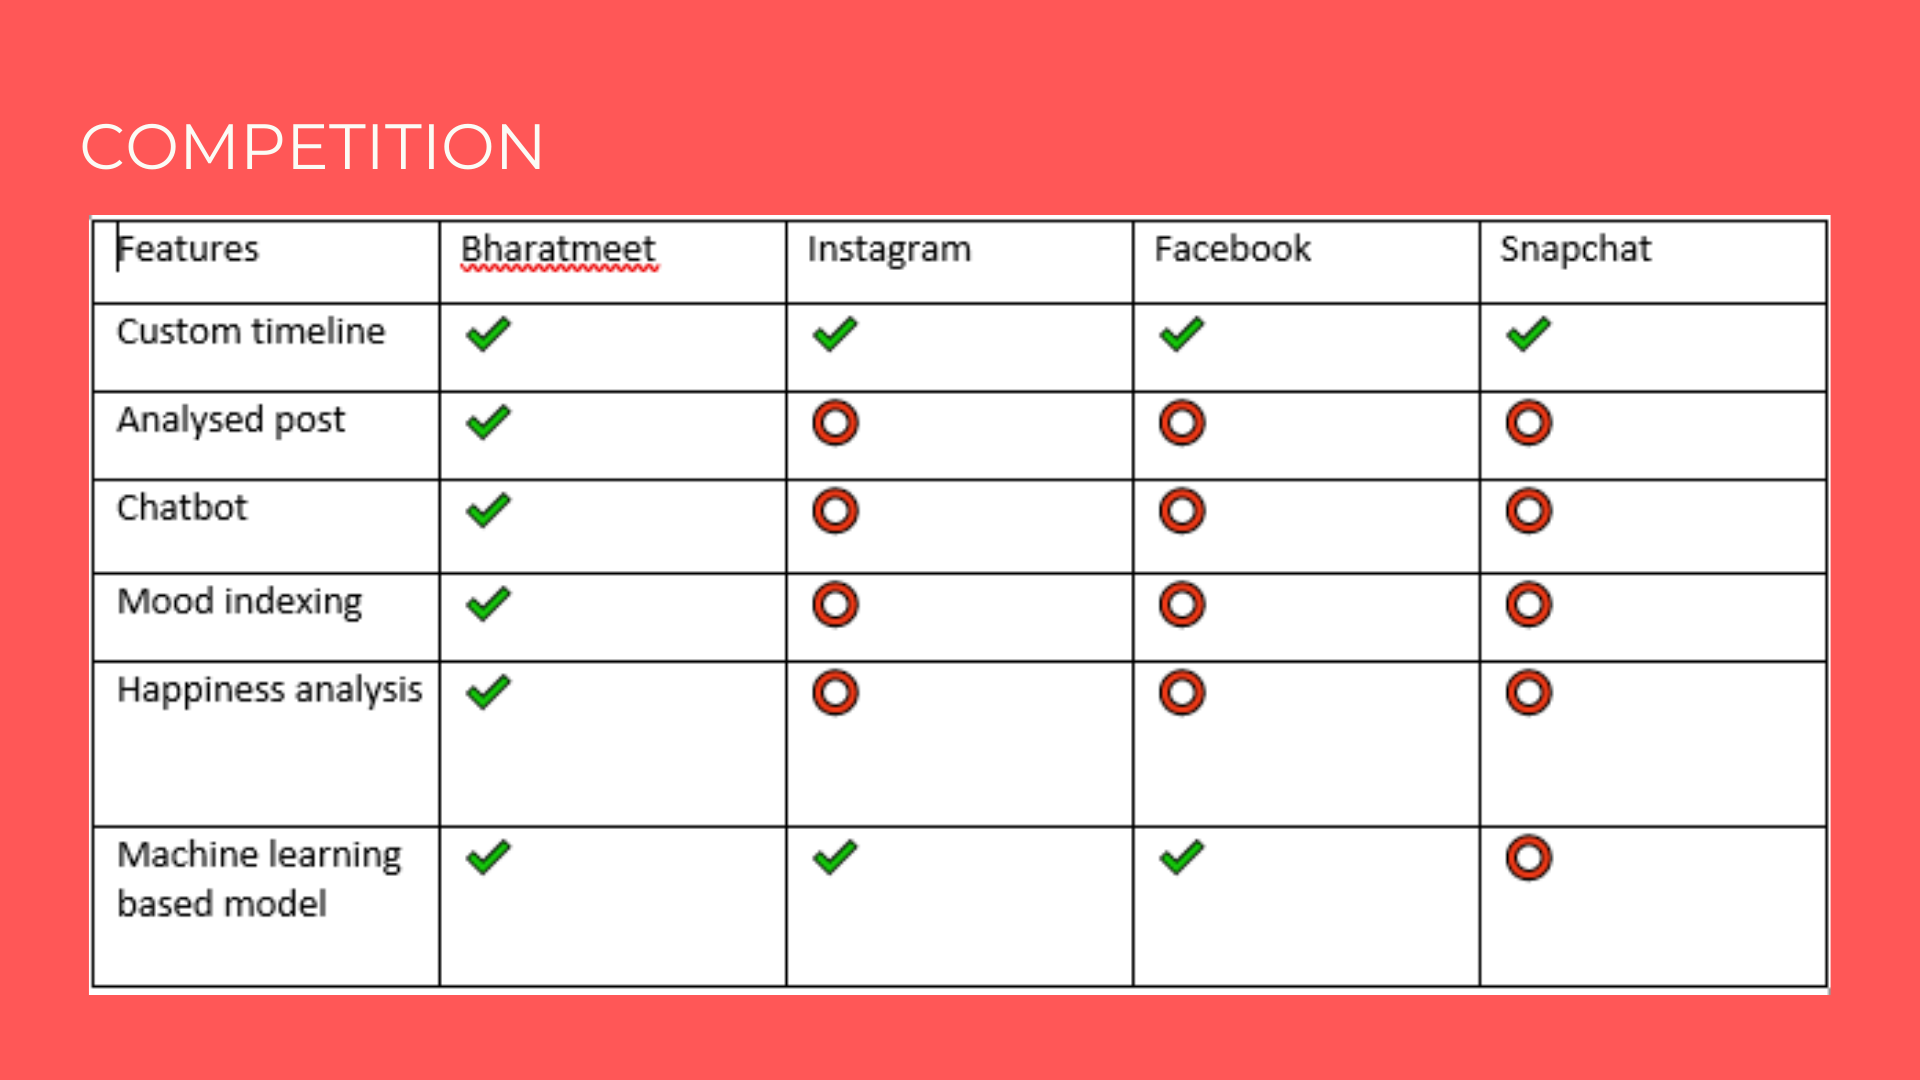 COMPETITION
Features Bharatmeet Instagram Facebook Snapchat
Custom timeline
Analysed post
Chatbot
Mood indexing
Happiness analysis
Machine learning
based model